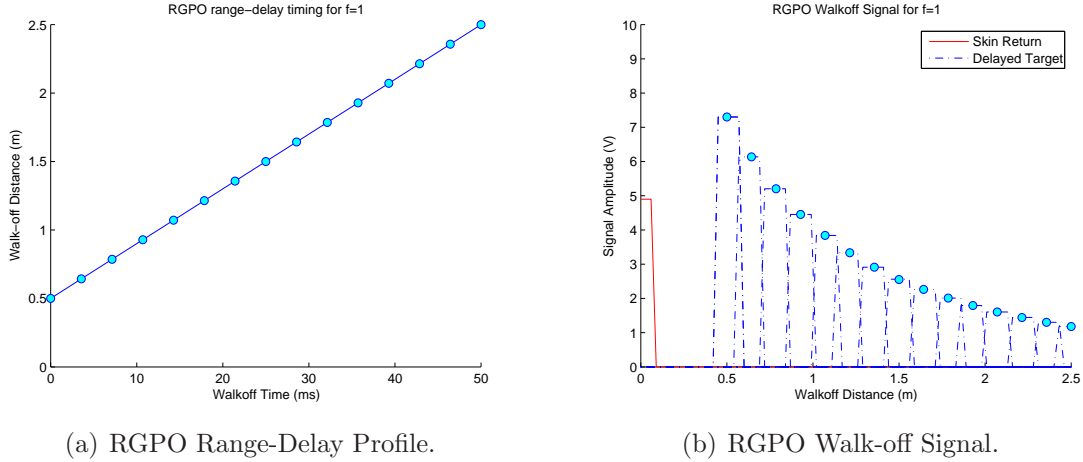 RGPO range−delay timing for f=1
2.5
2
1.5
1
0.5
0
Walk−off Distance (m)
0 10 20 30 40 50
Walkoff Time (ms)
(a) RGPO Range-Delay Profile.
RGPO Walkoff Signal for f=1
Skin Return
Delayed Target
10
9
8
7
6
5
4
3
2
1
0
Signal Amplitude (V)
0 0.5 1 1.5 2 2.5
Walkoff Distance (m)
(b) RGPO Walk-off Signal.